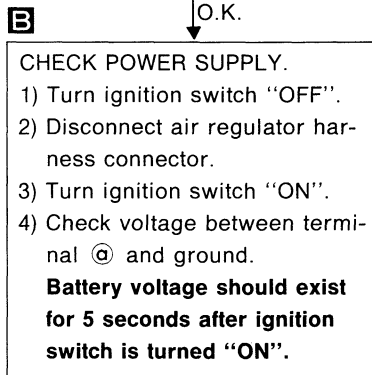 B
O.K.
CHECK POWER SUPPLY.
1) Turn ignition switch “OFF”.
2) Disconnect air regulator har-
ness connector.
3) Turn ignition switch “ON”.
4) Check voltage between termi-
nal ⓐ and ground.
Battery voltage should exist
for 5 seconds after ignition
switch is turned “ON”.